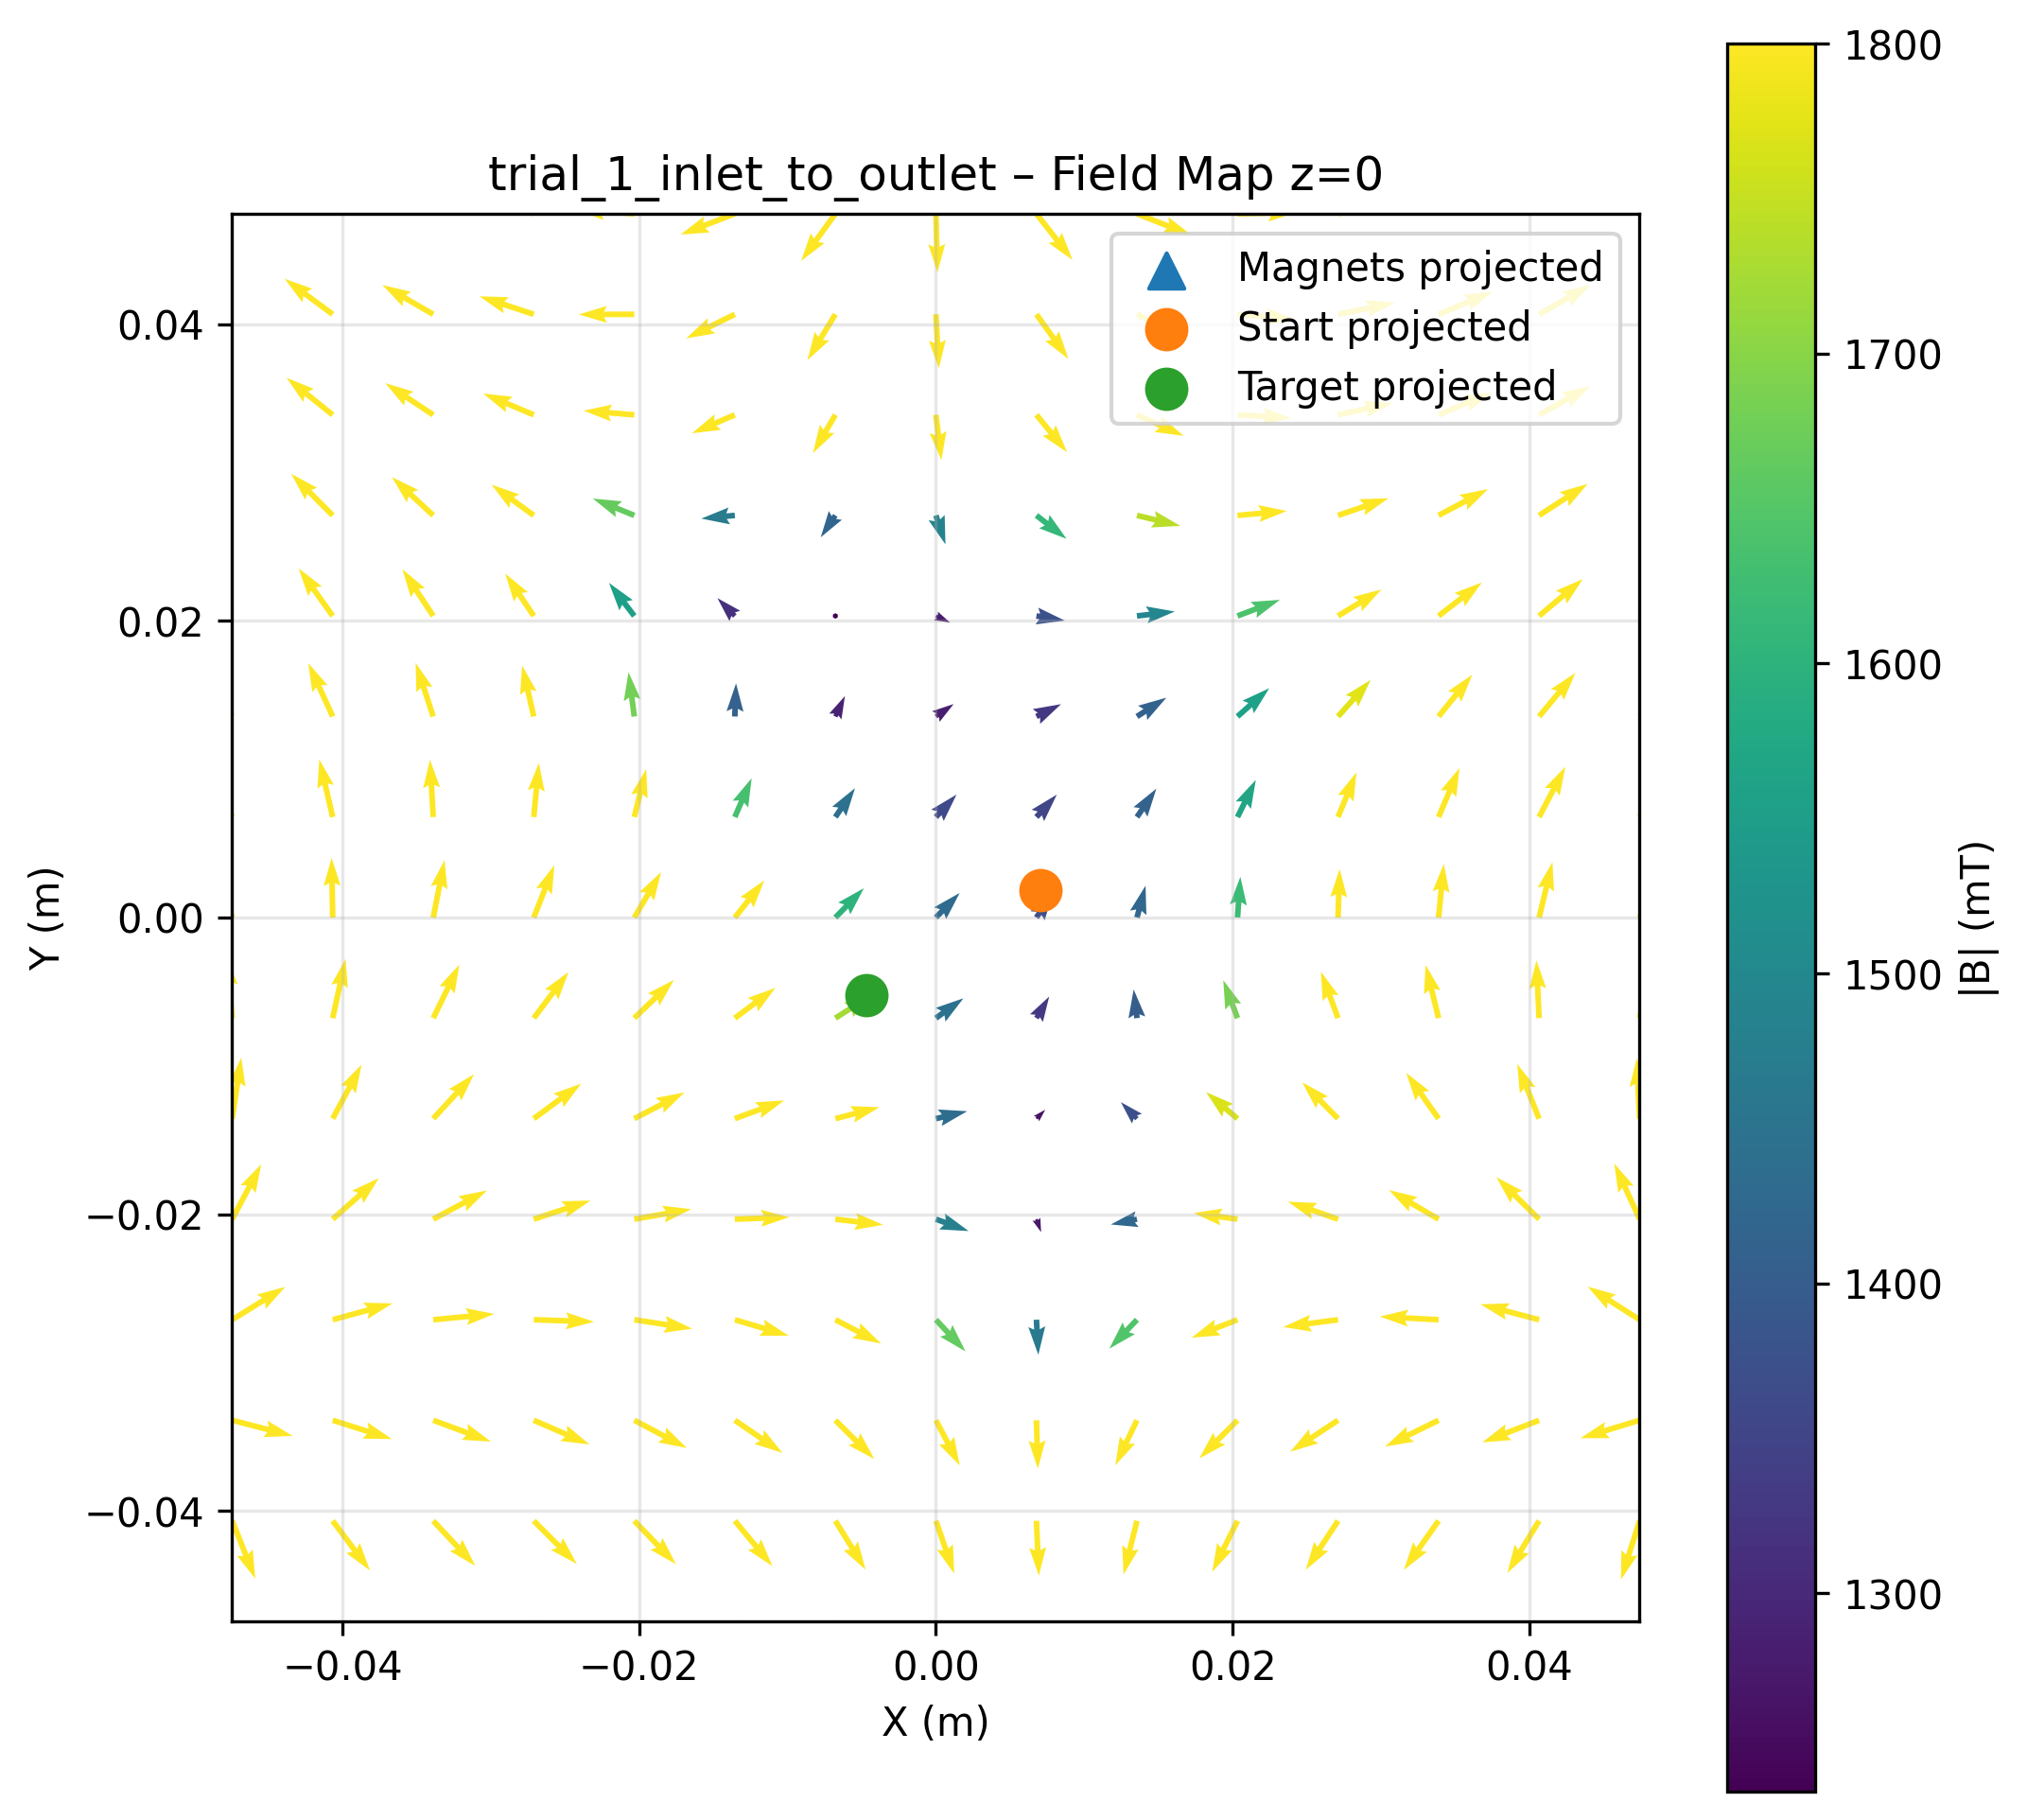 trial_1_inlet_to_outlet – Field Map z=0
Magnets projected
Start projected
Target projected
0.04
0.02
0.00
−0.02
−0.04
Y (m)
−0.04
−0.02
0.00
0.02
0.04
X (m)
1800
1700
1600
1500
1400
1300
|B| (mT)